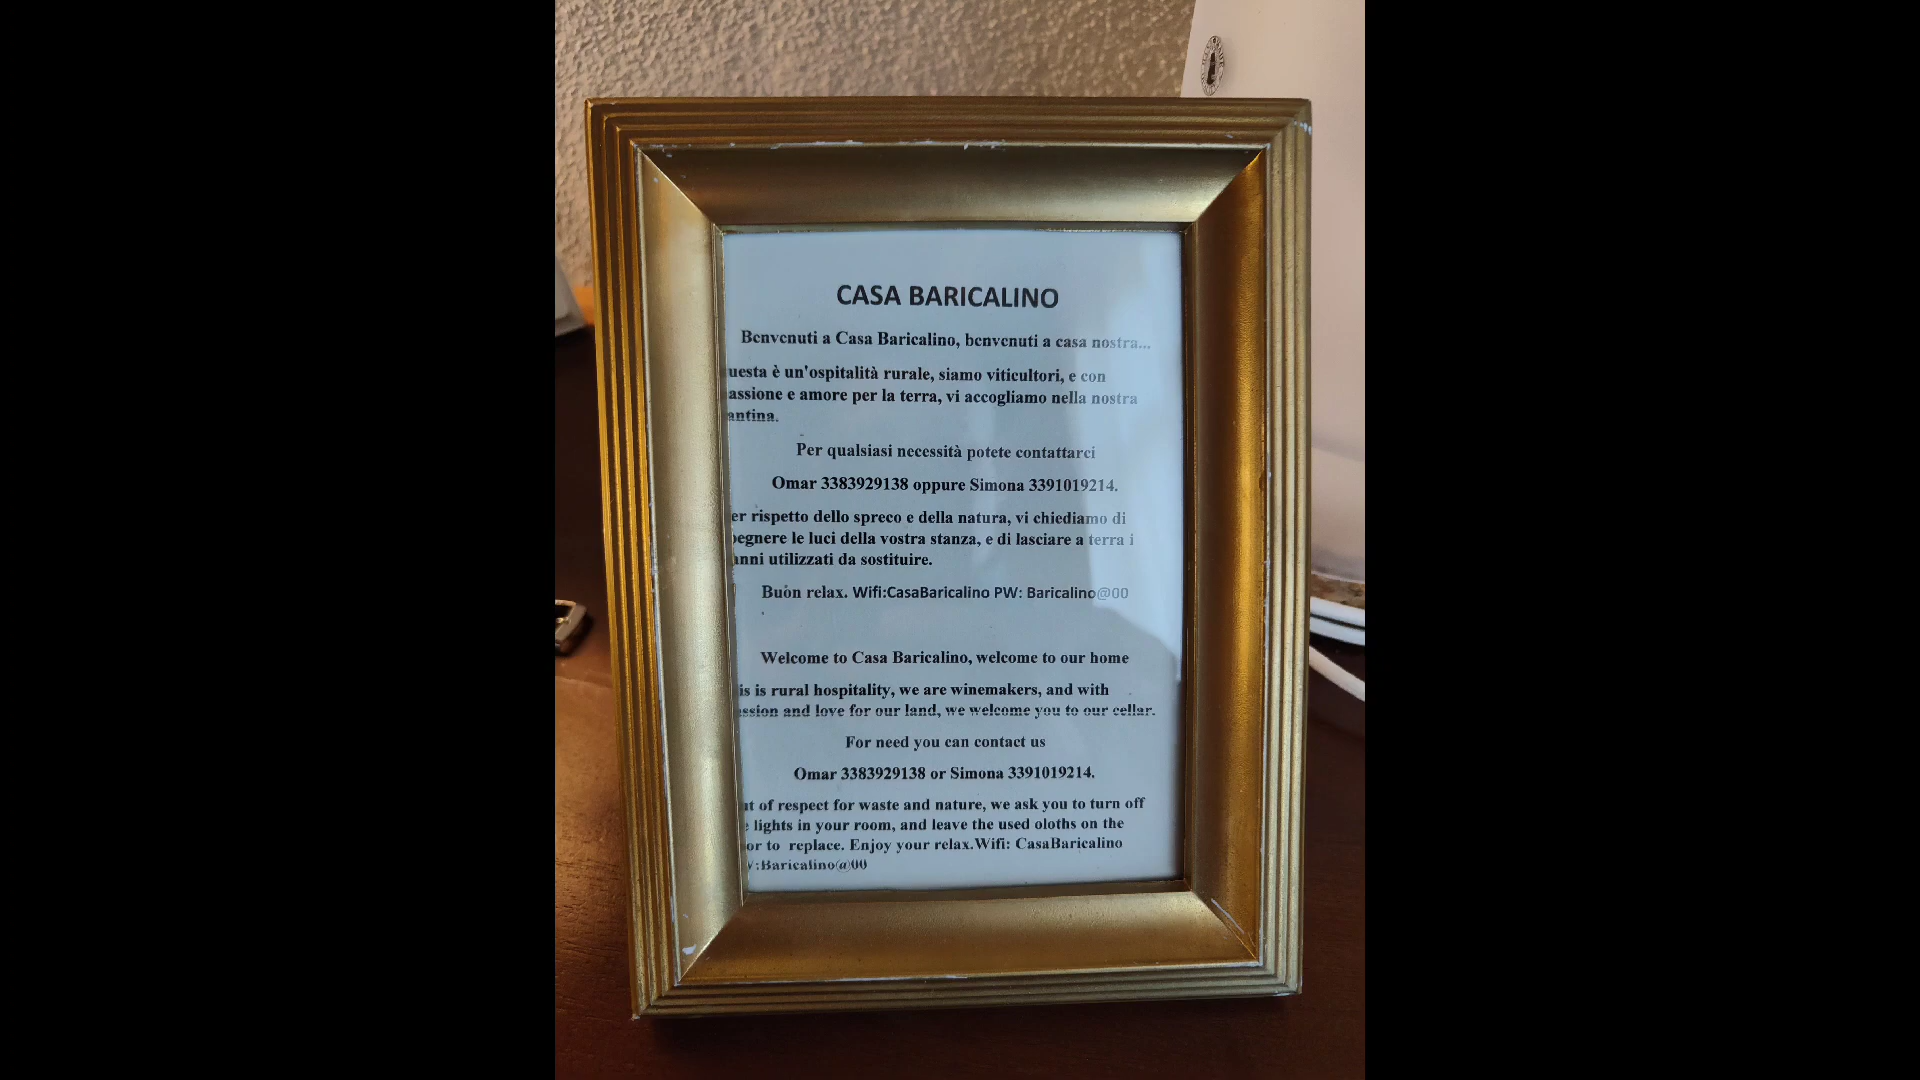 CASA BARICALINO
Benvenuti a Casa Baricalino, benvenuti a casa nostra...
uesta è un'ospitalità rurale, siamo viticultori, e con
assione e amore per la terra, vi accogliamo nella nostra
antina.
Per qualsiasi necessità potete contattarci
Omar 3383929138 oppure Simona 3391019214.
er rispetto dello spreco e della natura, vi chiediamo di
pegnere le luci della vostra stanza, e di lasciare a terra i
anni utilizzati da sostituire.
Buon relax. Wifi:CasaBaricalino PW: Baricalino@00
Welcome to Casa Baricalino, welcome to our home
is is rural hospitality, we are winemakers, and with
ssion and love for our land, we welcome you to our cellar.
For need you can contact us
Omar 3383929138 or Simona 3391019214.
ut of respect for waste and nature, we ask you to turn off
e lights in your room, and leave the used oloths on the
or to replace. Enjoy your relax.Wifi: CasaBaricalino
V:Baricalino@00